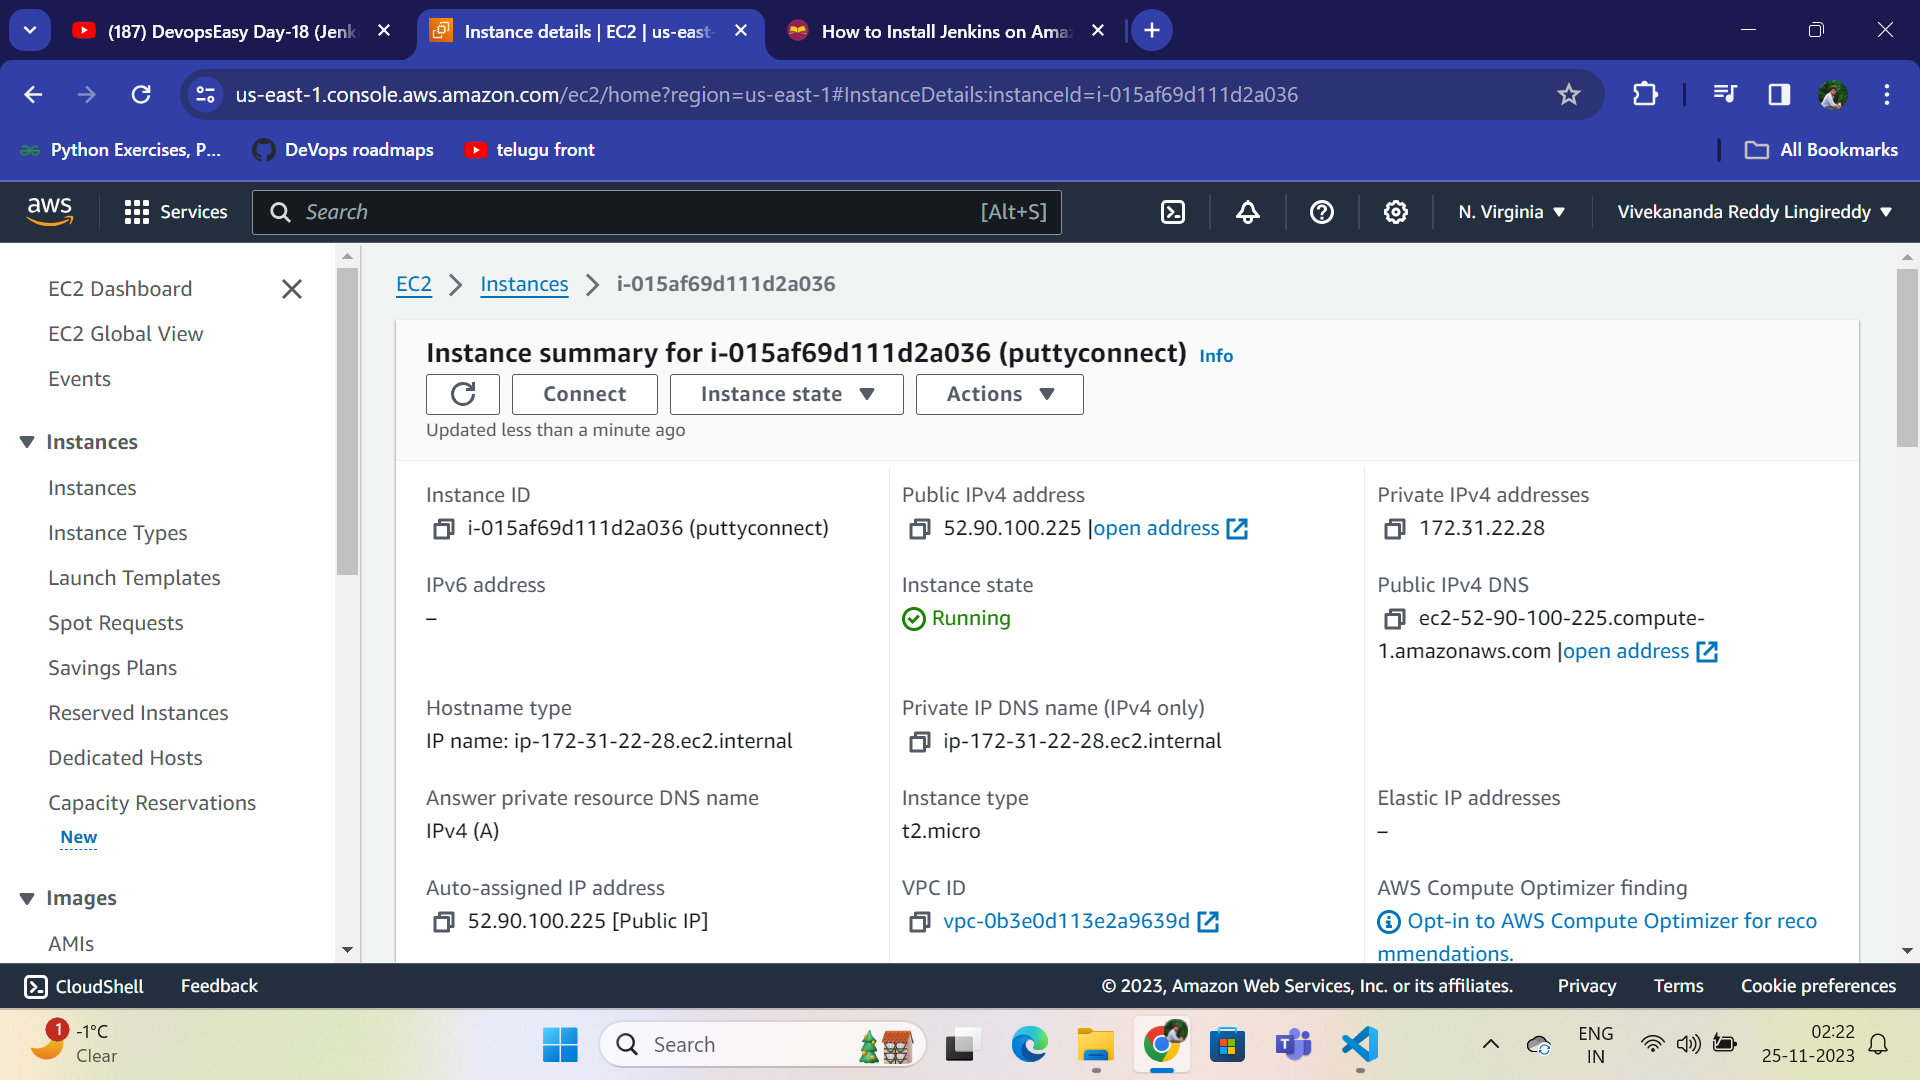 (187) DevopsEasy Day-18 (Jenk
Instance details | EC2 | us-east-
How to Install Jenkins on Ama
us-east-1.console.aws.amazon.com/ec2/home?region=us-east-1#InstanceDetails:instanceId=i-015af69d111d2a036
Python Exercises, P...
DeVops roadmaps
telugu front
All Bookmarks
aws
Services
Search
[Alt+S]
N. Virginia
Vivekananda Reddy Lingireddy
EC2 Dashboard
EC2 Global View
Events
Instances
Instances
Instance Types
Launch Templates
Spot Requests
Savings Plans
Reserved Instances
Dedicated Hosts
Capacity Reservations
New
Images
AMIs
EC2
Instances
i-015af69d111d2a036
Instance summary for i-015af69d111d2a036 (puttyconnect) Info
Connect
Instance state
Actions
Updated less than a minute ago
Instance ID
i-015af69d111d2a036 (puttyconnect)
Public IPv4 address
52.90.100.225 |open address
Private IPv4 addresses
172.31.22.28
IPv6 address
–
Instance state
Running
Public IPv4 DNS
ec2-52-90-100-225.compute-
1.amazonaws.com |open address
Hostname type
IP name: ip-172-31-22-28.ec2.internal
Private IP DNS name (IPv4 only)
ip-172-31-22-28.ec2.internal
Answer private resource DNS name
IPv4 (A)
Instance type
t2.micro
Elastic IP addresses
–
Auto-assigned IP address
52.90.100.225 [Public IP]
VPC ID
vpc-0b3e0d113e2a9639d
AWS Compute Optimizer finding
Opt-in to AWS Compute Optimizer for reco
mmendations.
CloudShell
Feedback
© 2023, Amazon Web Services, Inc. or its affiliates.
Privacy
Terms
Cookie preferences
1
-1°C
Clear
Search
ENG
IN
02:22
25-11-2023